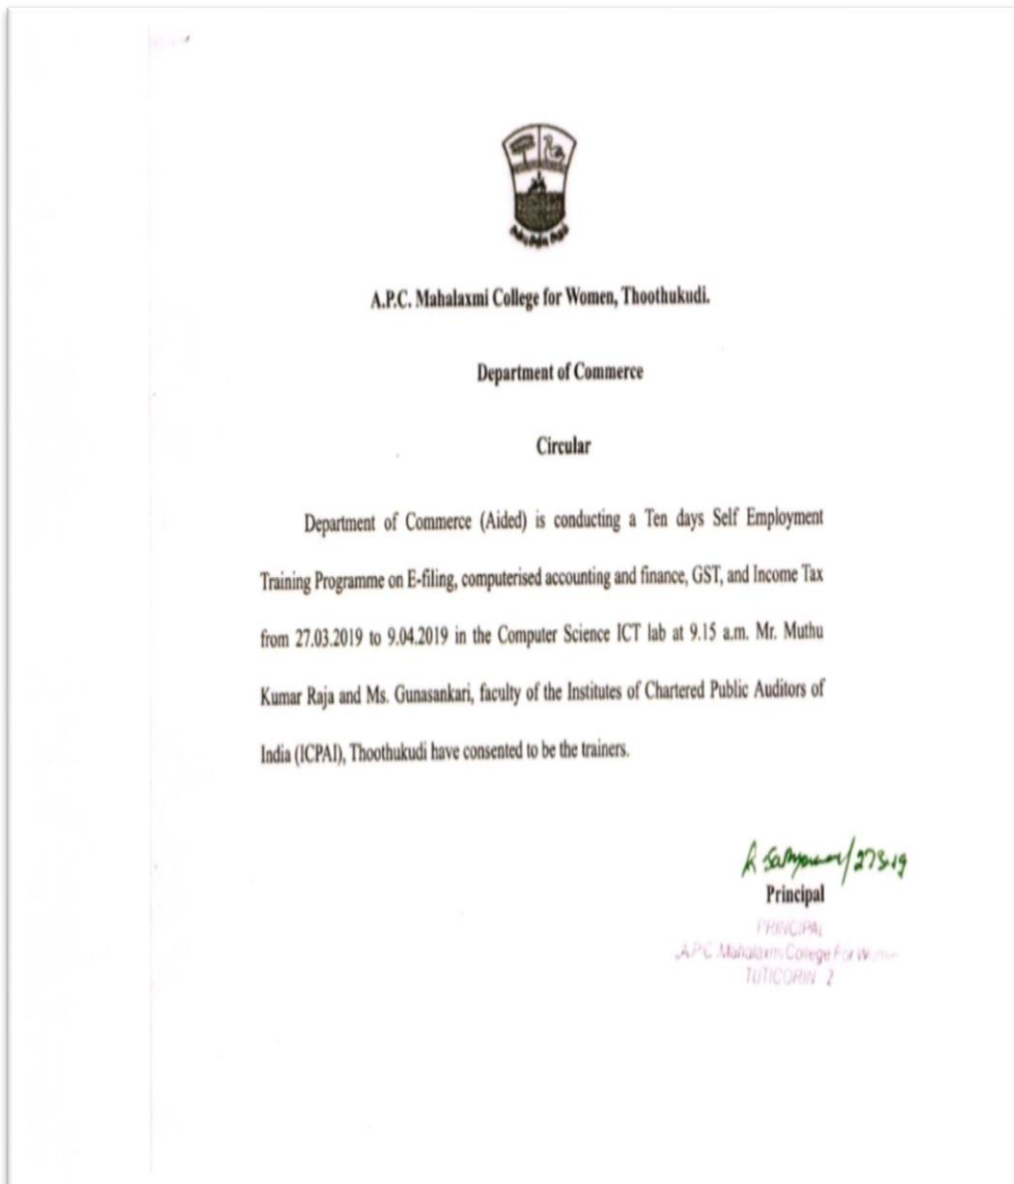 A.P.C. Mahalaxmi College for Women, Thoothukudi.
Department of Commerce
Circular
Department of Commerce (Aided) is conducting a Ten days Self Employment
Training Programme on E-filing, computerised accounting and finance, GST, and Income Tax
from 27.03.2019 to 9.04.2019 in the Computer Science ICT lab at 9.15 a.m. Mr. Muthu
Kumar Raja and Ms. Gunasankari, faculty of the Institutes of Chartered Public Auditors of
India (ICPAI), Thoothukudi have consented to be the trainers.
Principal
PRINCIPAL
A.P.C. Mahalaxmi College For Women
TUTICORIN 2